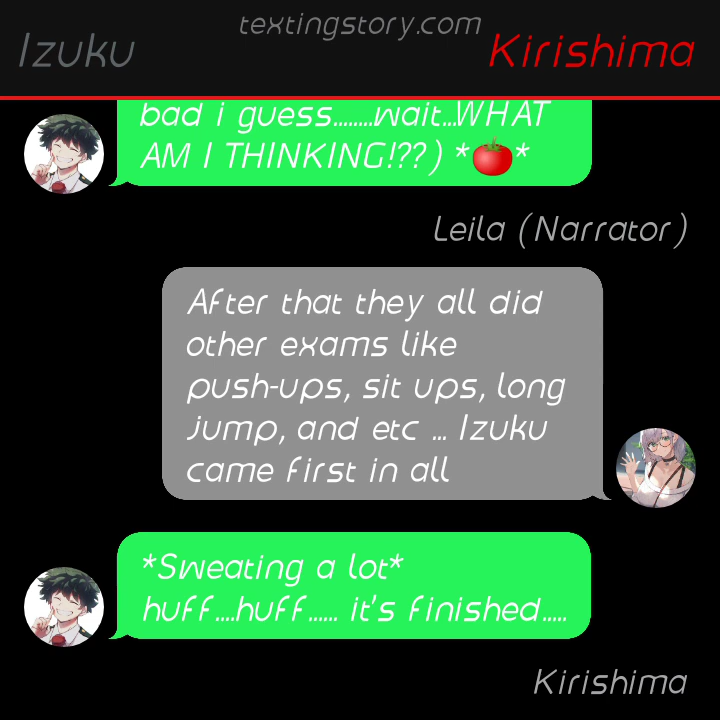 textingstory.com
Izuku
Kirishima
bad i guess........wait...WHAT
AM I THINKING!??) *🍅*
Leila (Narrator)
After that they all did
other exams like
push-ups, sit ups, long
jump, and etc ... Izuku
came first in all
*Sweating a lot*
huff....huff...... it's finished.....
Kirishima